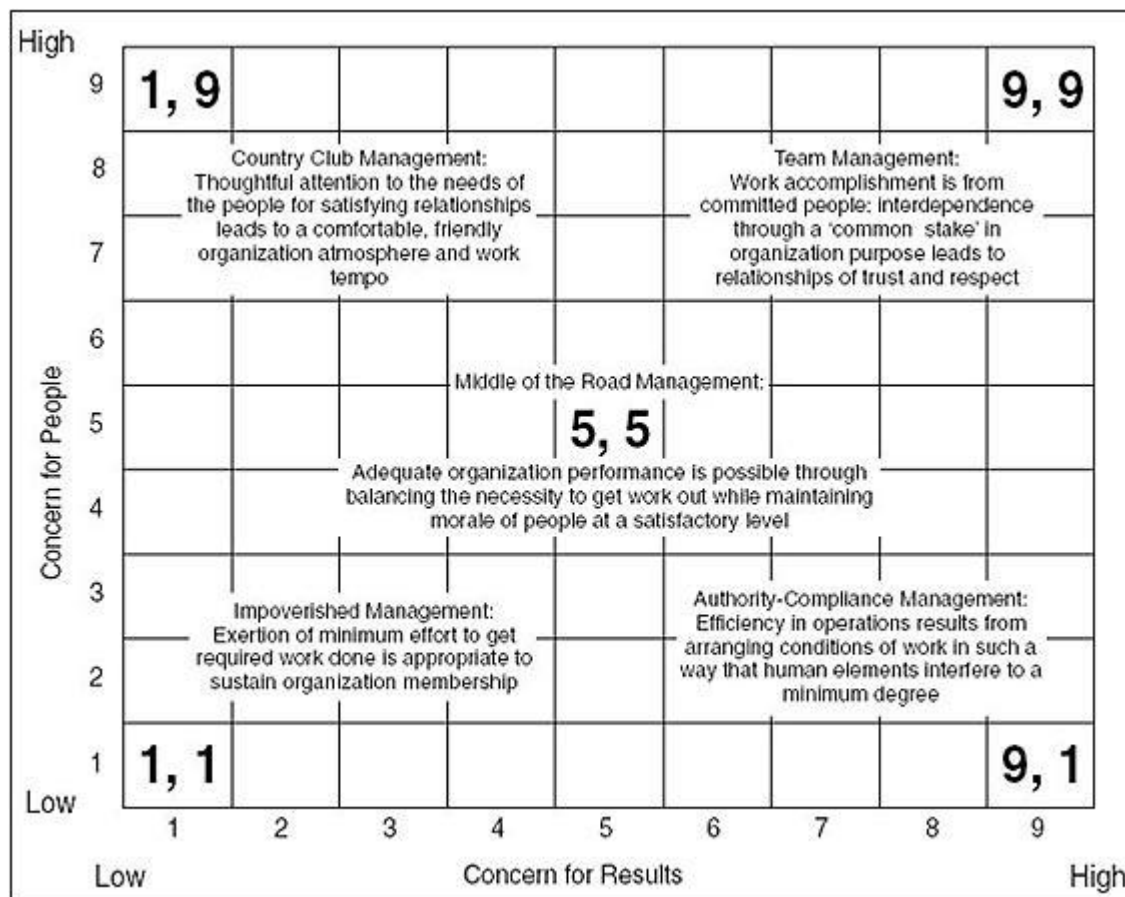 High
9
1, 9
9, 9
8
Country Club Management:
Thoughtful attention to the needs of
the people for satisfying relationships
leads to a comfortable, friendly
organization atmosphere and work
tempo
Team Management:
Work accomplishment is from
committed people; interdependence
through a 'common stake' in
organization purpose leads to
relationships of trust and respect
7
6
Concern for People
Middle of the Road Management:
5
5, 5
Adequate organization performance is possible through
balancing the necessity to get work out while maintaining
morale of people at a satisfactory level
4
3
Impoverished Management:
Exertion of minimum effort to get
required work done is appropriate to
sustain organization membership
Authority-Compliance Management:
Efficiency in operations results from
arranging conditions of work in such a
way that human elements interfere to a
minimum degree
2
1
1, 1
9, 1
Low
1 2 3 4 5 6 7 8 9
Low
Concern for Results
High